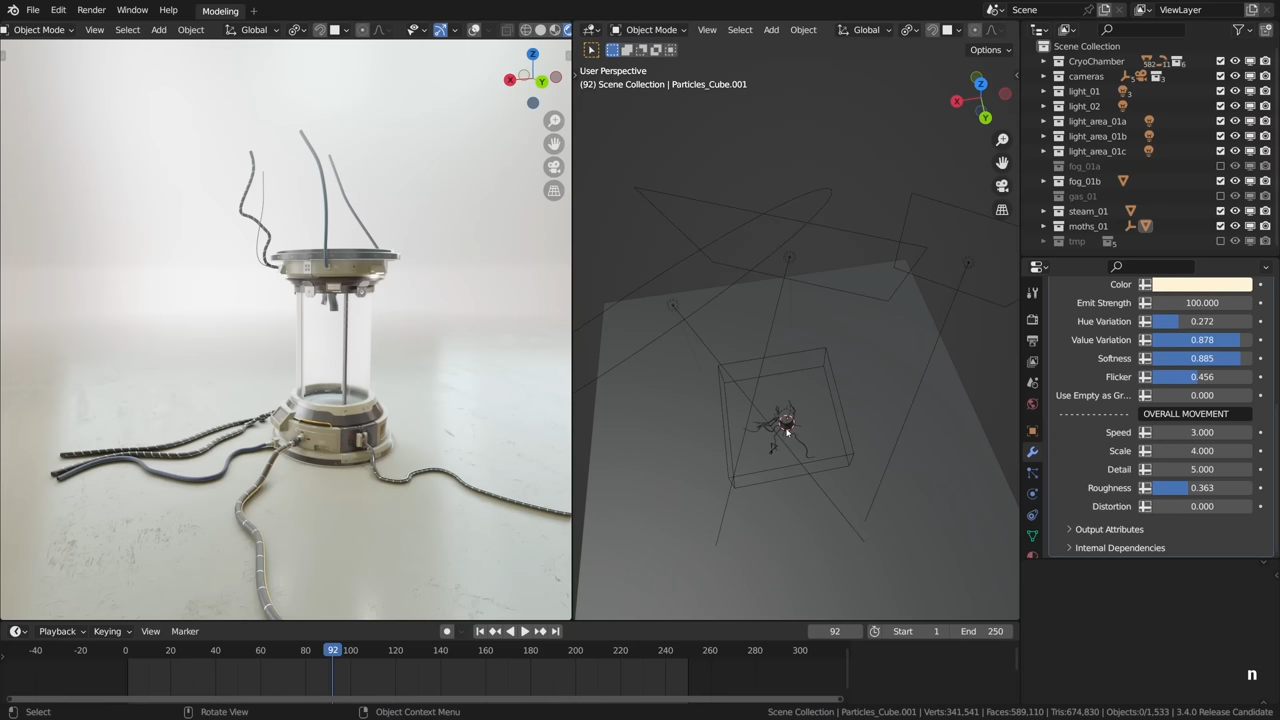 File Edit Render Window Help Modeling + Scene ViewLayer
Object Mode View Select Add Object Global
Object Mode View Select Add Object Global
Options
User Perspective
(92) Scene Collection | Particles_Cube.001
Z
X
Y
Z
X
Y
Scene Collection
CryoChamber 582 11 6
cameras 5 3
light_01 3
light_02
light_area_01a
light_area_01b
light_area_01c
fog_01a
fog_01b
gas_01
steam_01
moths_01
tmp 5
Color
Emit Strength 100.000
Hue Variation 0.272
Value Variation 0.878
Softness 0.885
Flicker 0.456
Use Empty as Gr... 0.000
-------------- OVERALL MOVEMENT
Speed 3.000
Scale 4.000
Detail 5.000
Roughness 0.363
Distortion 0.000
Output Attributes
Internal Dependencies
Playback Keying View Marker 92 Start 1 End 250
-40 -20 0 20 40 60 80 92 100 120 140 160 180 200 220 240 260 280 300
n
Select Rotate View Object Context Menu Scene Collection | Particles_Cube.001 | Verts:341,541 | Faces:589,110 | Tris:674,830 | Objects:0/1,533 | 3.4.0 Release Candidate